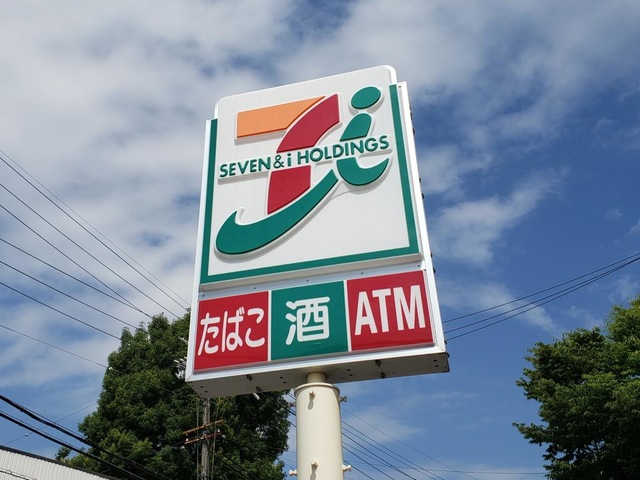 SEVEN & i HOLDINGS
たばこ 酒 ATM